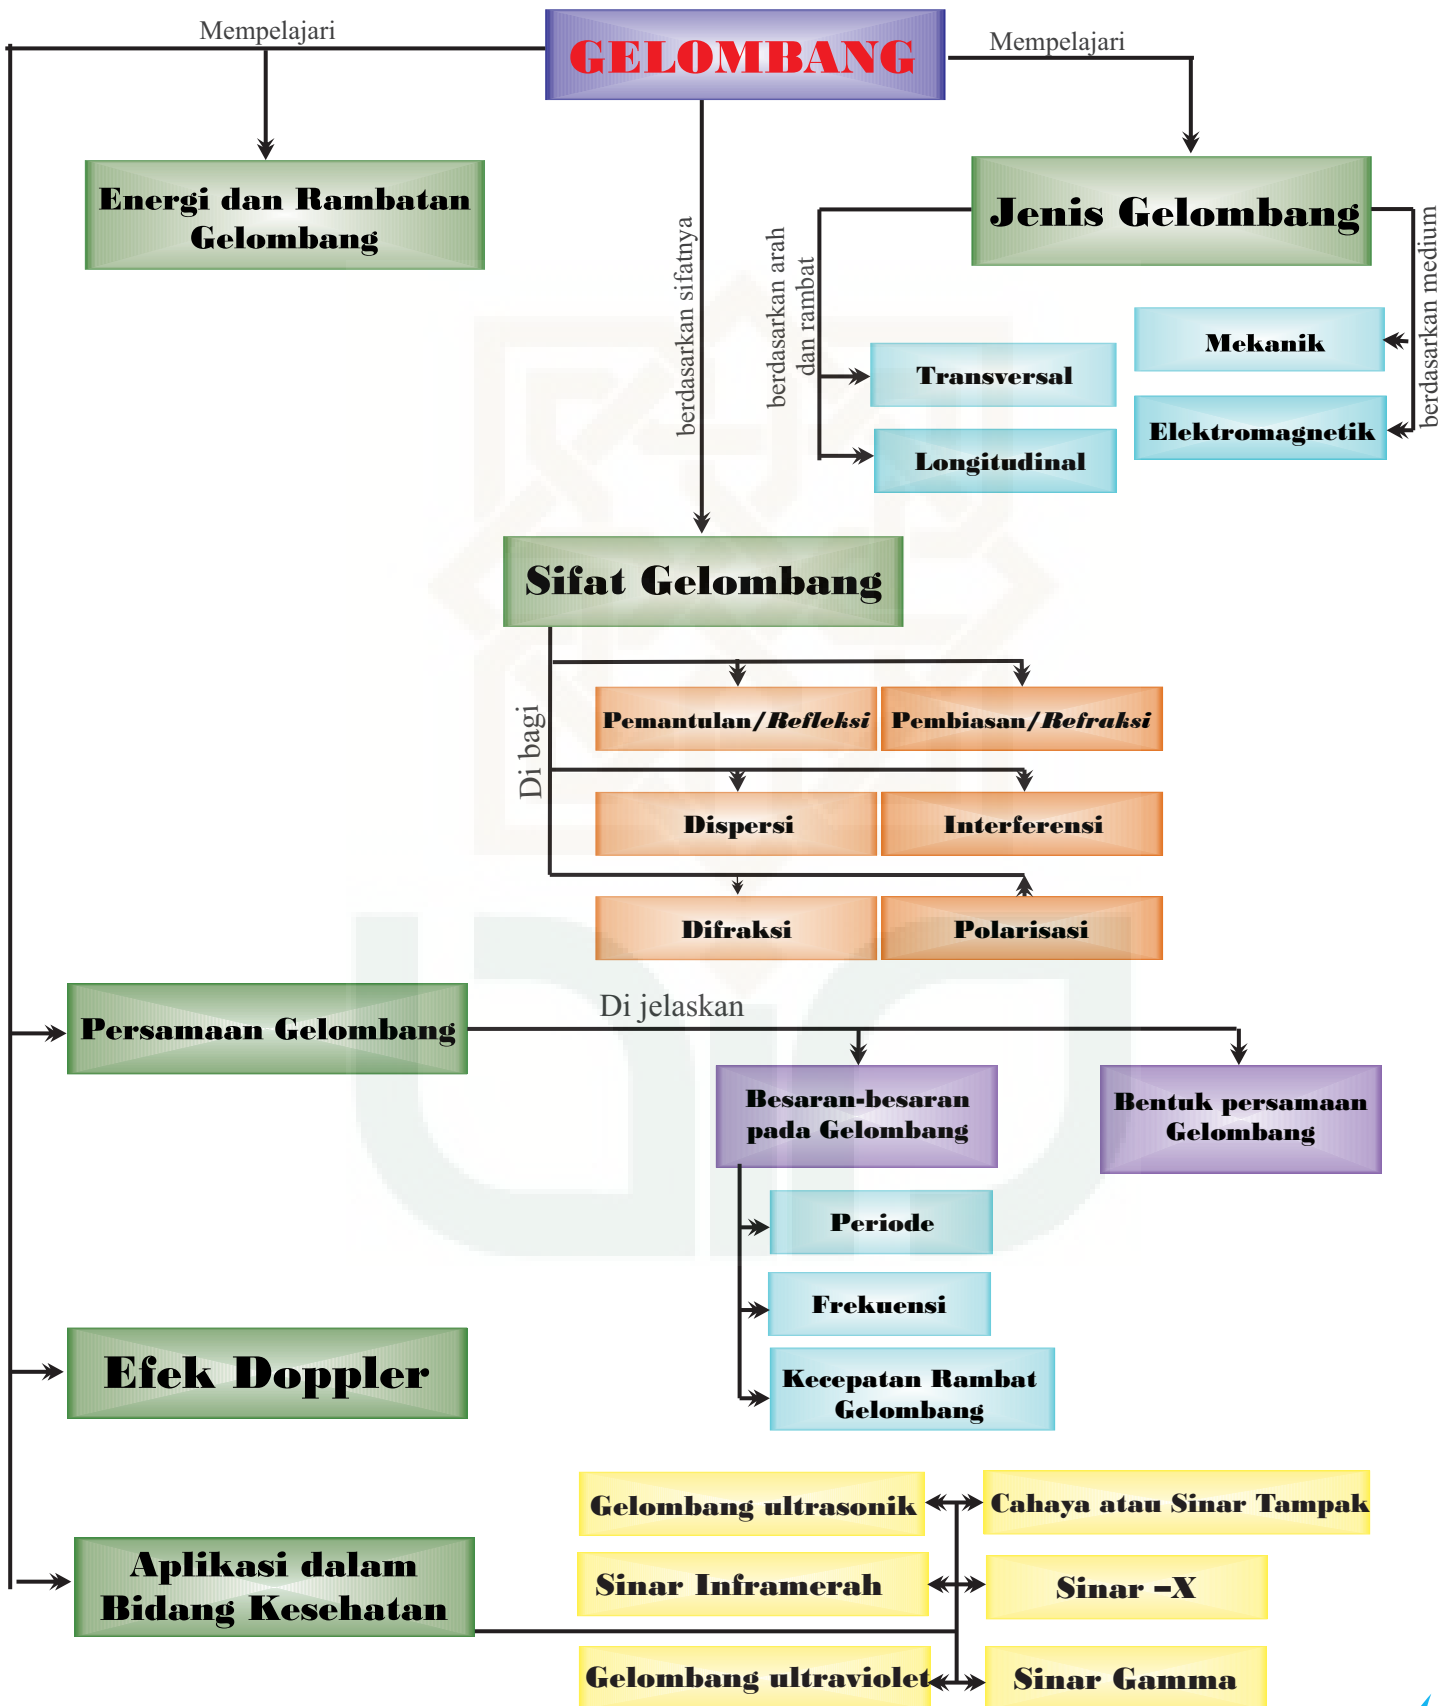 Mempelajari
GELOMBANG
Mempelajari
Energi dan Rambatan
Gelombang
berdasarkan sifatnya
Jenis Gelombang
berdasarkan arah
dan rambat
berdasarkan medium
Transversal
Longitudinal
Mekanik
Elektromagnetik
Sifat Gelombang
Di bagi
Pemantulan/Refleksi
Pembiasan/Refraksi
Dispersi
Interferensi
Difraksi
Polarisasi
Persamaan Gelombang
Di jelaskan
Besaran-besaran
pada Gelombang
Bentuk persamaan
Gelombang
Periode
Frekuensi
Kecepatan Rambat
Gelombang
Efek Doppler
Aplikasi dalam
Bidang Kesehatan
Gelombang ultrasonik
Cahaya atau Sinar Tampak
Sinar Inframerah
Sinar –X
Gelombang ultraviolet
Sinar Gamma